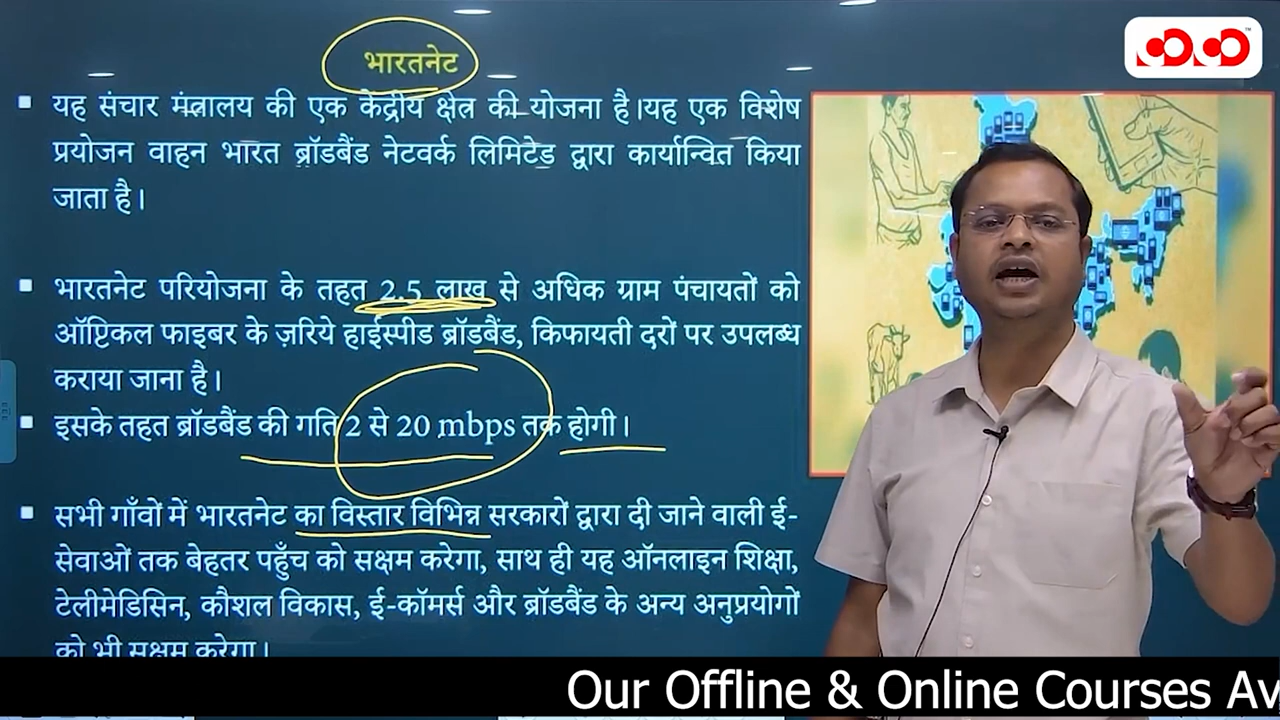 भारतनेट
यह संचार मंत्रालय की एक केंद्रीय क्षेत्र की योजना है।यह एक विशेष
प्रयोजन वाहन भारत ब्रॉडबैंड नेटवर्क लिमिटेड द्वारा कार्यान्वित किया
जाता है।
भारतनेट परियोजना के तहत 2.5 लाख से अधिक ग्राम पंचायतों को
ऑप्टिकल फाइबर के ज़रिये हाईस्पीड ब्रॉडबैंड, किफायती दरों पर उपलब्ध
कराया जाना है।
इसके तहत ब्रॉडबैंड की गति 2 से 20 mbps तक होगी।
सभी गाँवों में भारतनेट का विस्तार विभिन्न सरकारों द्वारा दी जाने वाली ई-
सेवाओं तक बेहतर पहुँच को सक्षम करेगा, साथ ही यह ऑनलाइन शिक्षा,
टेलीमेडिसिन, कौशल विकास, ई-कॉमर्स और ब्रॉडबैंड के अन्य अनुप्रयोगों
को भी सक्षम करेगा।
Our Offline & Online Courses Av